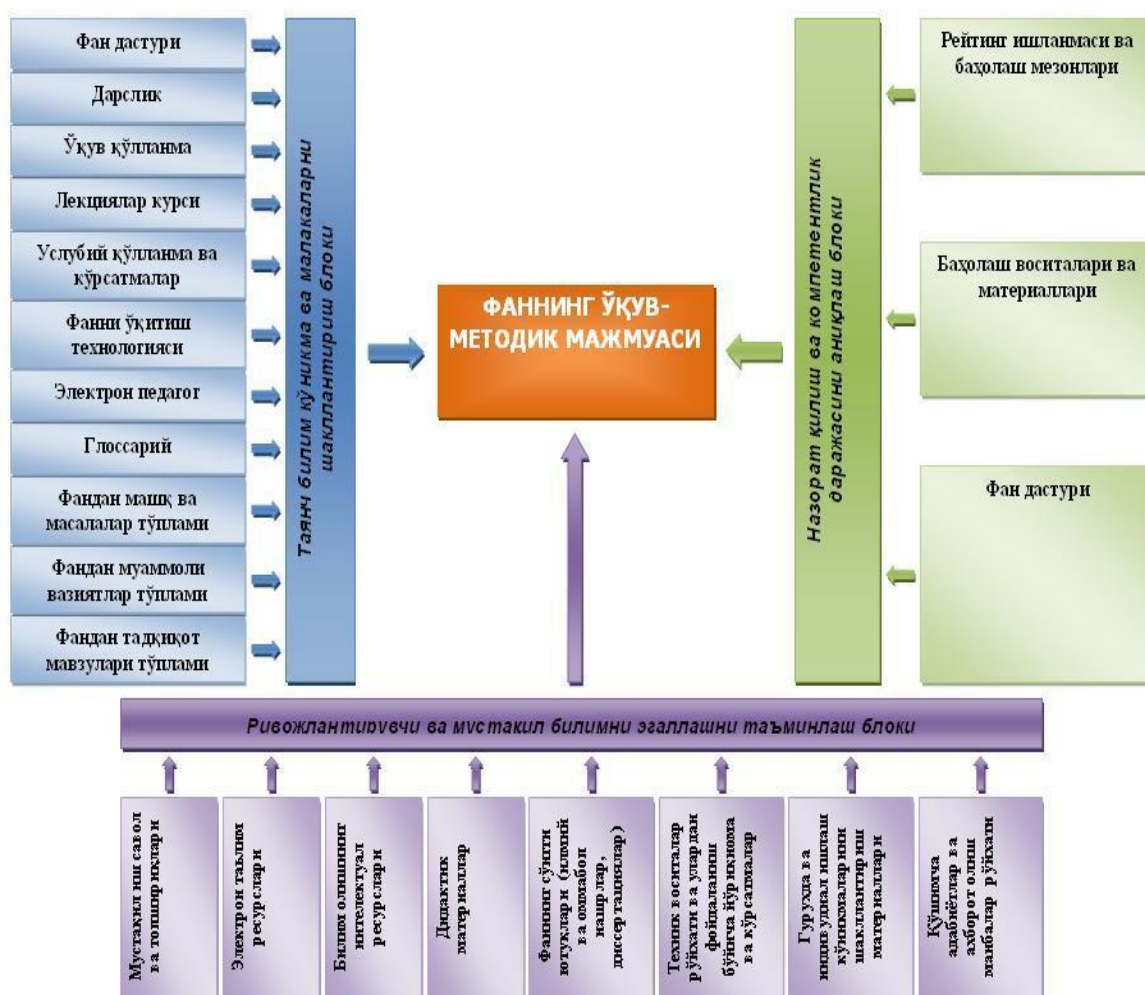 Фан дастури
Дарслик
Ўқув қўлланма
Лекциялар курси
Услубий қўлланма ва
кўрсатмалар
Фанни ўқитиш
технологияси
Электрон педагог
Глоссарий
Фандан машқ ва
масалалар тўплами
Фандан муаммоли
вазиятлар тўплами
Фандан тадқиқот
мавзулари тўплами
Таянч билим кўникма ва малакаларни
шакллантириш блоки
ФАННИНГ ЎҚУВ-
МЕТОДИК МАЖМУАСИ
Назорат қилиш ва компетентлик
даражасини аниқлаш блоки
Рейтинг ишланмаси ва
баҳолаш мезонлари
Баҳолаш воситалари ва
материаллари
Фан дастури
Ривожлантирувчи ва мустақил билимни эгаллашни таъминлаш блоки
Мустақил иш савол
ва топшириқлари
Электрон таълим
ресурслари
Билим олишнинг
интелектуал
ресурслари
Дидактик
материаллар
Фаннинг сўнгги
ютуқлари (илмий
ва оммабоп
нашрлар,
диссертациялар)
Техник воситалар
рўйхати ва улардан
фойдаланиш
бўйича йўриқнома
ва кўрсатмалар
Гуруҳда ва
индивидуал ишлаш
кўникмаларини
шакллантириш
материаллари
Қўшимча
адабиётлар ва
ахборот олиш
манбалар рўйхати